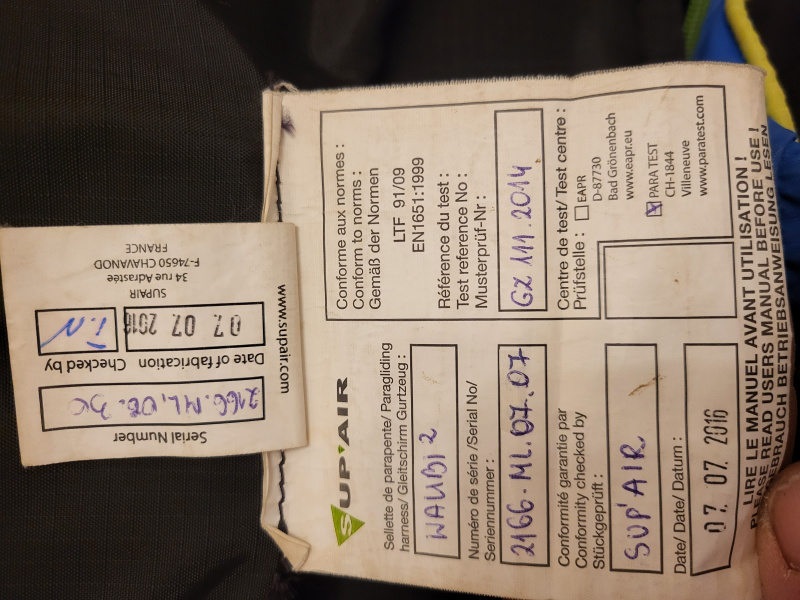 SUP'AIR
Sellette de parapente/ Paragliding
harness/ Gleitschirm Gurtzeug :
WAUBI 2
Numéro de série /Serial No/
Seriennummer :
2166-ML.07.07
Conformité garantie par
Conformity checked by
Stückgeprüft :
SUP'AIR
Date/ Date/ Datum :
07. 07. 2016
Conforme aux normes :
Conform to norms :
Gemäß der Normen
LTF 91/09
EN1651:1999
Référence du test :
Test reference No :
Musterprüf-Nr :
GZ 111.2014
Centre de test/ Test centre :
Prüfstelle :
EAPR
D-87730
Bad Grönenbach
www.eapr.eu
PARA TEST
CH-1844
Villeneuve
www.paratest.com
LIRE LE MANUEL AVANT UTILISATION !
PLEASE READ USERS MANUAL BEFORE USE !
GEBRAUCH BETRIEBSANWEISUNG LESEN
Serial Number
2166.ML,08.30
Date of fabrication Checked by
07 07 2016 T.N
www.supair.com
SUPAIR
34 rue Adrastée
F-74650 CHAVANOD
FRANCE